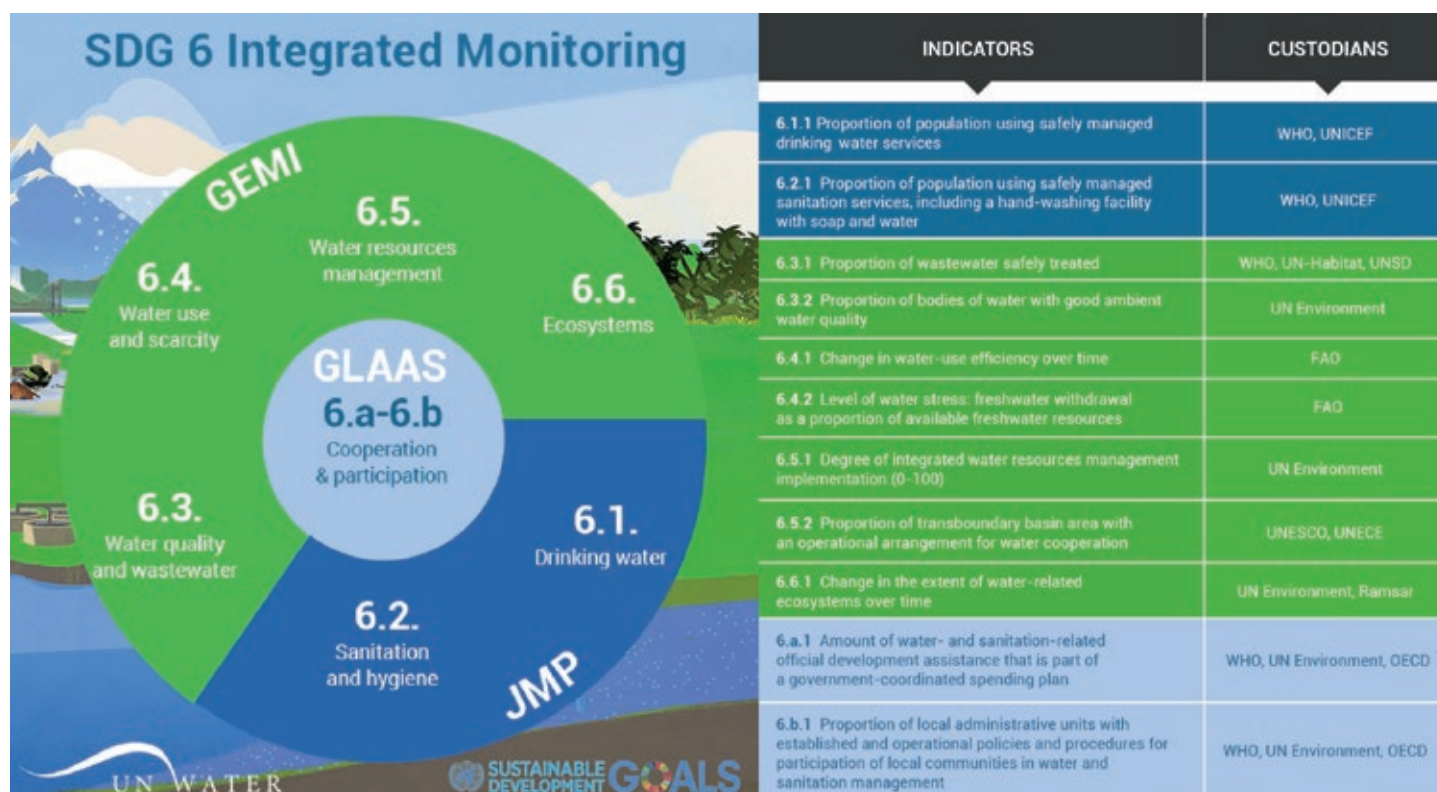 SDG 6 Integrated Monitoring
GEMI
6.5.
Water resources
management
6.4.
Water use
and scarcity
6.6.
Ecosystems
GLAAS
6.a-6.b
Cooperation
& participation
6.3.
Water quality
and wastewater
6.1.
Drinking water
6.2.
Sanitation
and hygiene
JMP
UN WATER
SUSTAINABLE
DEVELOPMENT
GOALS
INDICATORS
CUSTODIANS
6.1.1 Proportion of population using safely managed
drinking water services
WHO, UNICEF
6.2.1 Proportion of population using safely managed
sanitation services, including a hand-washing facility
with soap and water
WHO, UNICEF
6.3.1 Proportion of wastewater safely treated
WHO, UN-Habitat, UNSD
6.3.2 Proportion of bodies of water with good ambient
water quality
UN Environment
6.4.1 Change in water-use efficiency over time
FAO
6.4.2 Level of water stress: freshwater withdrawal
as a proportion of available freshwater resources
FAO
6.5.1 Degree of integrated water resources management
implementation (0-100)
UN Environment
6.5.2 Proportion of transboundary basin area with
an operational arrangement for water cooperation
UNESCO, UNECE
6.6.1 Change in the extent of water-related
ecosystems over time
UN Environment, Ramsar
6.a.1 Amount of water- and sanitation-related
official development assistance that is part of
a government-coordinated spending plan
WHO, UN Environment, OECD
6.b.1 Proportion of local administrative units with
established and operational policies and procedures for
participation of local communities in water and
sanitation management
WHO, UN Environment, OECD